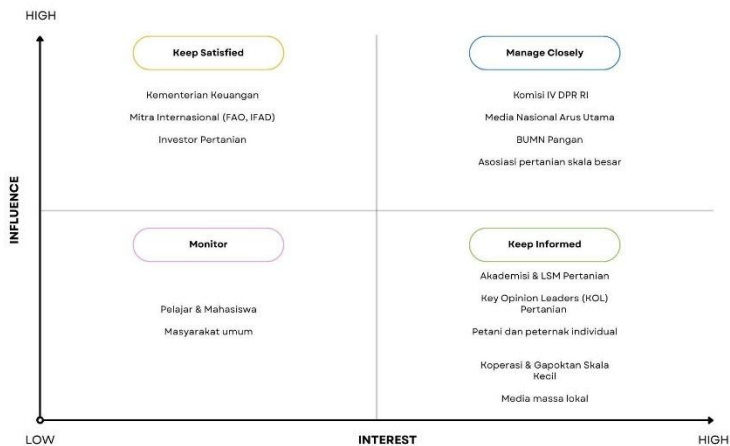 HIGH
Keep Satisfied
Kementerian Keuangan
Mitra Internasional (FAO, IFAD)
Investor Pertanian
Manage Closely
Komisi IV DPR RI
Media Nasional Arus Utama
BUMN Pangan
Asosiasi pertanian skala besar
INFLUENCE
Monitor
Pelajar & Mahasiswa
Masyarakat umum
Keep Informed
Akademisi & LSM Pertanian
Key Opinion Leaders (KOL)
Pertanian
Petani dan peternak individual
Koperasi & Gapoktan Skala
Kecil
Media massa lokal
LOW
INTEREST
HIGH